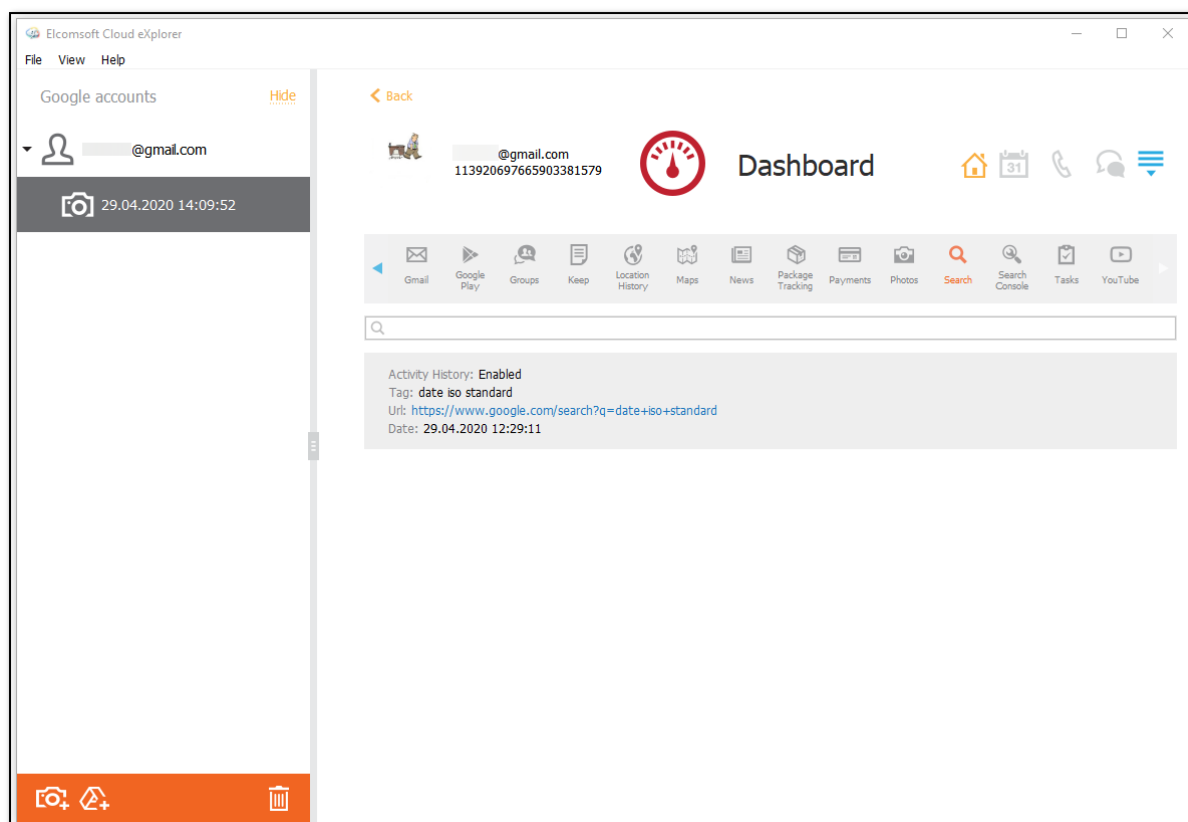 Elcomsoft Cloud eXplorer
File View Help
Google accounts Hide
@gmail.com
29.04.2020 14:09:52
Back
@gmail.com
113920697665903381579
Dashboard
31
Gmail
Google Play
Groups
Keep
Location History
Maps
News
Package Tracking
Payments
Photos
Search
Search Console
Tasks
YouTube
Activity History: Enabled
Tag: date iso standard
Url: https://www.google.com/search?q=date+iso+standard
Date: 29.04.2020 12:29:11